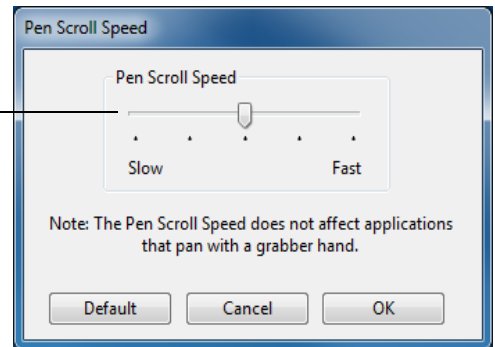 Pen Scroll Speed
Pen Scroll Speed
Slow Fast
Note: The Pen Scroll Speed does not affect applications
that pan with a grabber hand.
Default Cancel OK